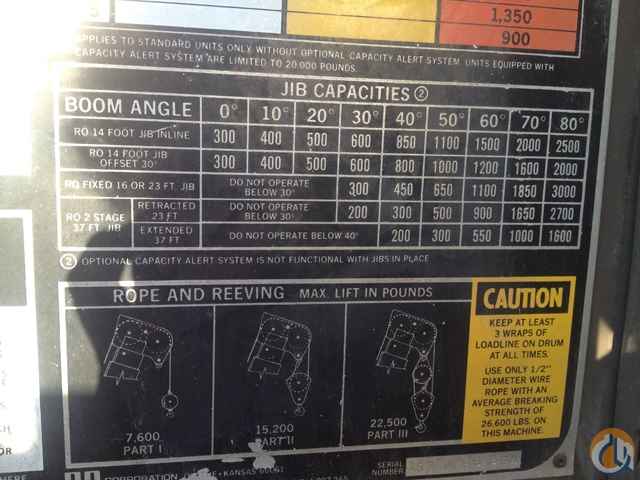 1,350
900
APPLIES TO STANDARD UNITS ONLY WITHOUT OPTIONAL CAPACITY ALERT SYSTEM. UNITS EQUIPPED WITH
CAPACITY ALERT SYSTEM ARE LIMITED TO 20,000 POUNDS.
JIB CAPACITIES ②
BOOM ANGLE 0° 10° 20° 30° 40° 50° 60° 70° 80°
RO 14 FOOT JIB INLINE 300 400 500 600 850 1100 1500 2000 2500
RO 14 FOOT JIB OFFSET 30° 300 400 500 600 800 1000 1200 1600 2000
RO FIXED 16 OR 23 FT. JIB DO NOT OPERATE BELOW 30° 300 450 650 1100 1850 3000
RO 2 STAGE 37 FT. JIB
RETRACTED 23 FT. DO NOT OPERATE BELOW 30° 200 300 500 900 1650 2700
EXTENDED 37 FT DO NOT OPERATE BELOW 40° 200 300 550 1000 1600
② OPTIONAL CAPACITY ALERT SYSTEM IS NOT FUNCTIONAL WITH JIBS IN PLACE
ROPE AND REEVING MAX. LIFT IN POUNDS
7,600
PART I
15,200
PART II
22,500
PART III
CAUTION
KEEP AT LEAST
3 WRAPS OF
LOADLINE ON DRUM
AT ALL TIMES.
USE ONLY 1/2"
DIAMETER WIRE
ROPE WITH AN
AVERAGE BREAKING
STRENGTH OF
26,600 LBS. ON
THIS MACHINE.
RO CORPORATION KANSAS 66061
SERIAL
NUMBER